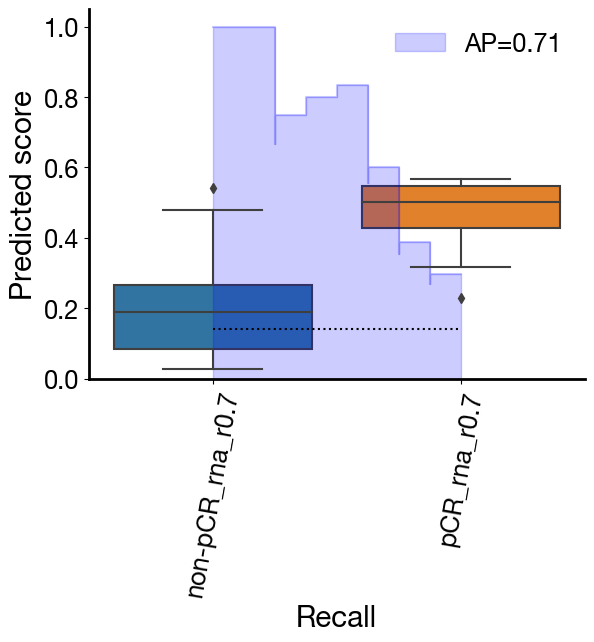 AP=0.71
Predicted score
1.0
0.8
0.6
0.4
0.2
0.0
non-pCR_rna_r0.7
pCR_rna_r0.7
Recall